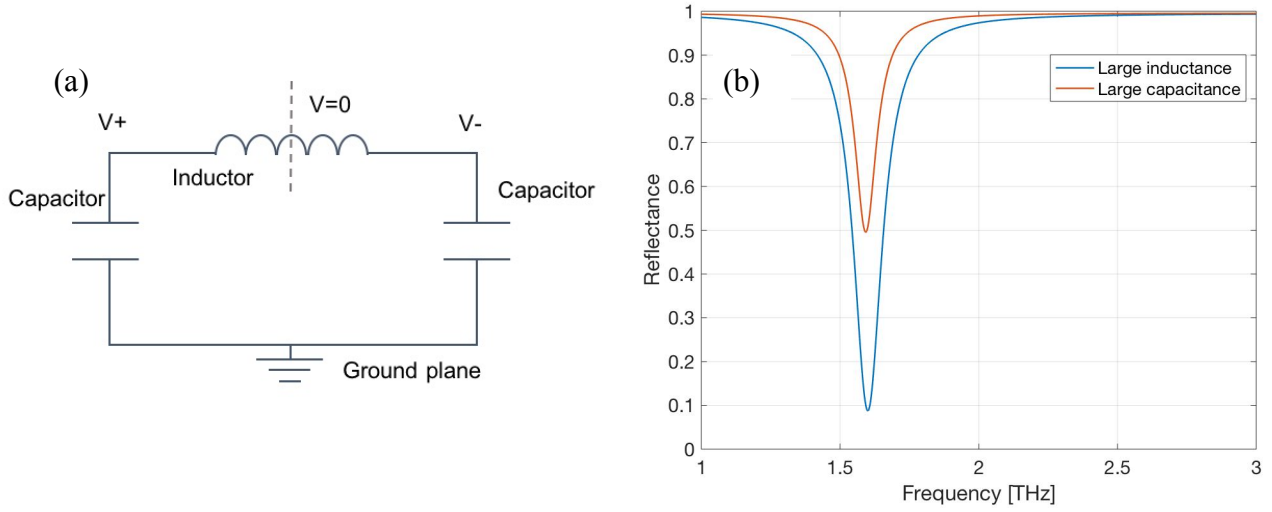 (a)
V=0
V+
V-
Inductor
Capacitor
Capacitor
Ground plane
(b)
Large inductance
Large capacitance
1
0.9
0.8
0.7
0.6
0.5
0.4
0.3
0.2
0.1
0
Reflectance
1
1.5
2
2.5
3
Frequency [THz]